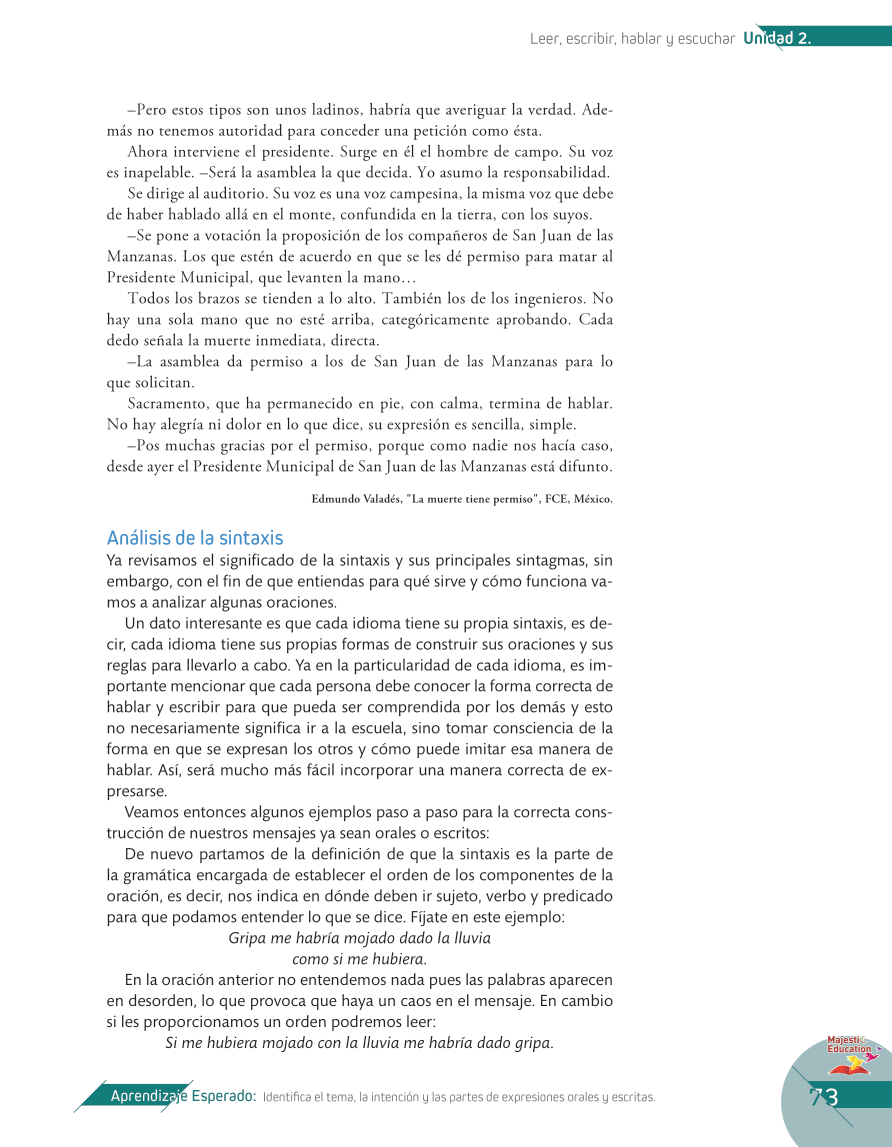 Leer, escribir, hablar y escuchar Unidad 2.
–Pero estos tipos son unos ladinos, habría que averiguar la verdad. Ade-
más no tenemos autoridad para conceder una petición como ésta.
Ahora interviene el presidente. Surge en él el hombre de campo. Su voz
es inapelable. –Será la asamblea la que decida. Yo asumo la responsabilidad.
Se dirige al auditorio. Su voz es una voz campesina, la misma voz que debe
de haber hablado allá en el monte, confundida en la tierra, con los suyos.
–Se pone a votación la proposición de los compañeros de San Juan de las
Manzanas. Los que estén de acuerdo en que se les dé permiso para matar al
Presidente Municipal, que levanten la mano…
Todos los brazos se tienden a lo alto. También los de los ingenieros. No
hay una sola mano que no esté arriba, categóricamente aprobando. Cada
dedo señala la muerte inmediata, directa.
–La asamblea da permiso a los de San Juan de las Manzanas para lo
que solicitan.
Sacramento, que ha permanecido en pie, con calma, termina de hablar.
No hay alegría ni dolor en lo que dice, su expresión es sencilla, simple.
–Pos muchas gracias por el permiso, porque como nadie nos hacía caso,
desde ayer el Presidente Municipal de San Juan de las Manzanas está difunto.
Edmundo Valadés, "La muerte tiene permiso", FCE, México.
Análisis de la sintaxis
Ya revisamos el significado de la sintaxis y sus principales sintagmas, sin
embargo, con el fin de que entiendas para qué sirve y cómo funciona va-
mos a analizar algunas oraciones.
Un dato interesante es que cada idioma tiene su propia sintaxis, es de-
cir, cada idioma tiene sus propias formas de construir sus oraciones y sus
reglas para llevarlo a cabo. Ya en la particularidad de cada idioma, es im-
portante mencionar que cada persona debe conocer la forma correcta de
hablar y escribir para que pueda ser comprendida por los demás y esto
no necesariamente significa ir a la escuela, sino tomar consciencia de la
forma en que se expresan los otros y cómo puede imitar esa manera de
hablar. Así, será mucho más fácil incorporar una manera correcta de ex-
presarse.
Veamos entonces algunos ejemplos paso a paso para la correcta cons-
trucción de nuestros mensajes ya sean orales o escritos:
De nuevo partamos de la definición de que la sintaxis es la parte de
la gramática encargada de establecer el orden de los componentes de la
oración, es decir, nos indica en dónde deben ir sujeto, verbo y predicado
para que podamos entender lo que se dice. Fíjate en este ejemplo:
Gripa me habría mojado dado la lluvia
como si me hubiera.
En la oración anterior no entendemos nada pues las palabras aparecen
en desorden, lo que provoca que haya un caos en el mensaje. En cambio
si les proporcionamos un orden podremos leer:
Si me hubiera mojado con la lluvia me habría dado gripa.
Majestic
Education
Aprendizaje Esperado: Identifica el tema, la intención y las partes de expresiones orales y escritas.
73